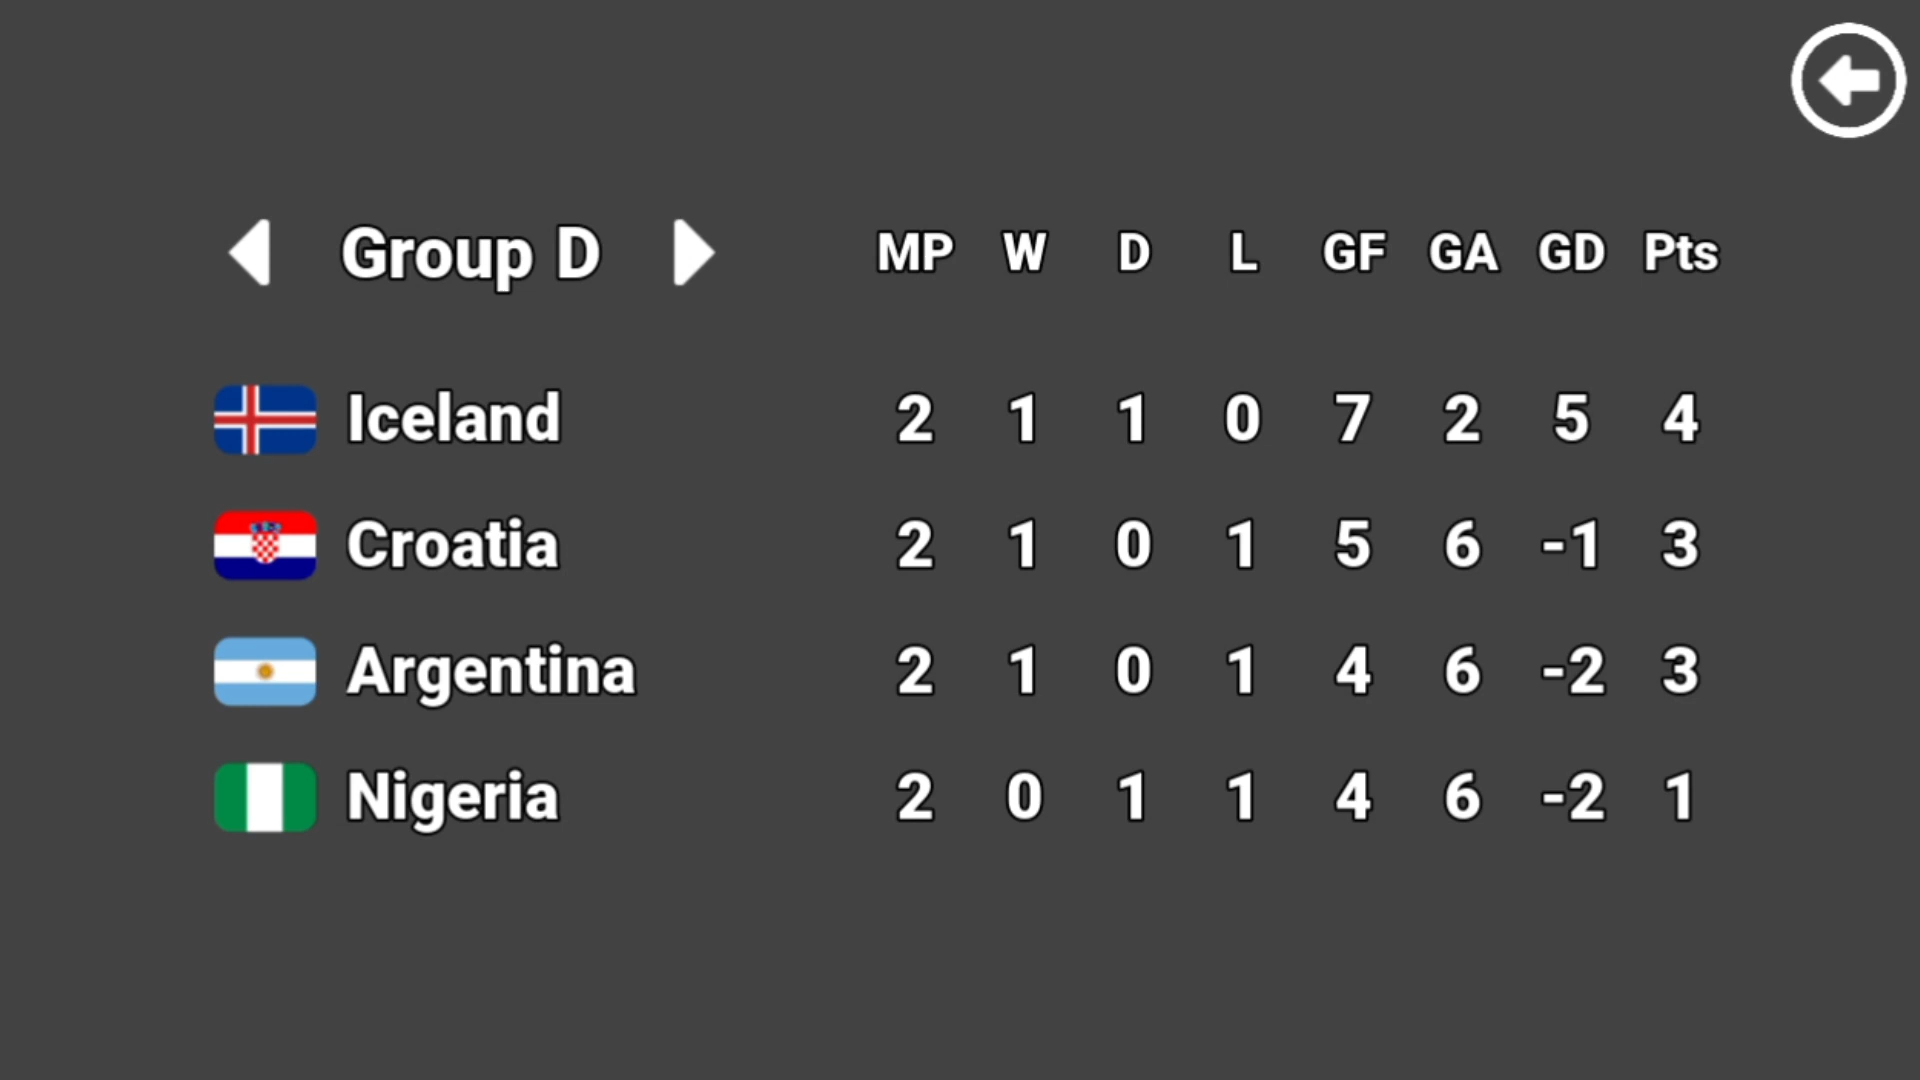 Group D MP W D L GF GA GD Pts
Iceland 2 1 1 0 7 2 5 4
Croatia 2 1 0 1 5 6 -1 3
Argentina 2 1 0 1 4 6 -2 3
Nigeria 2 0 1 1 4 6 -2 1